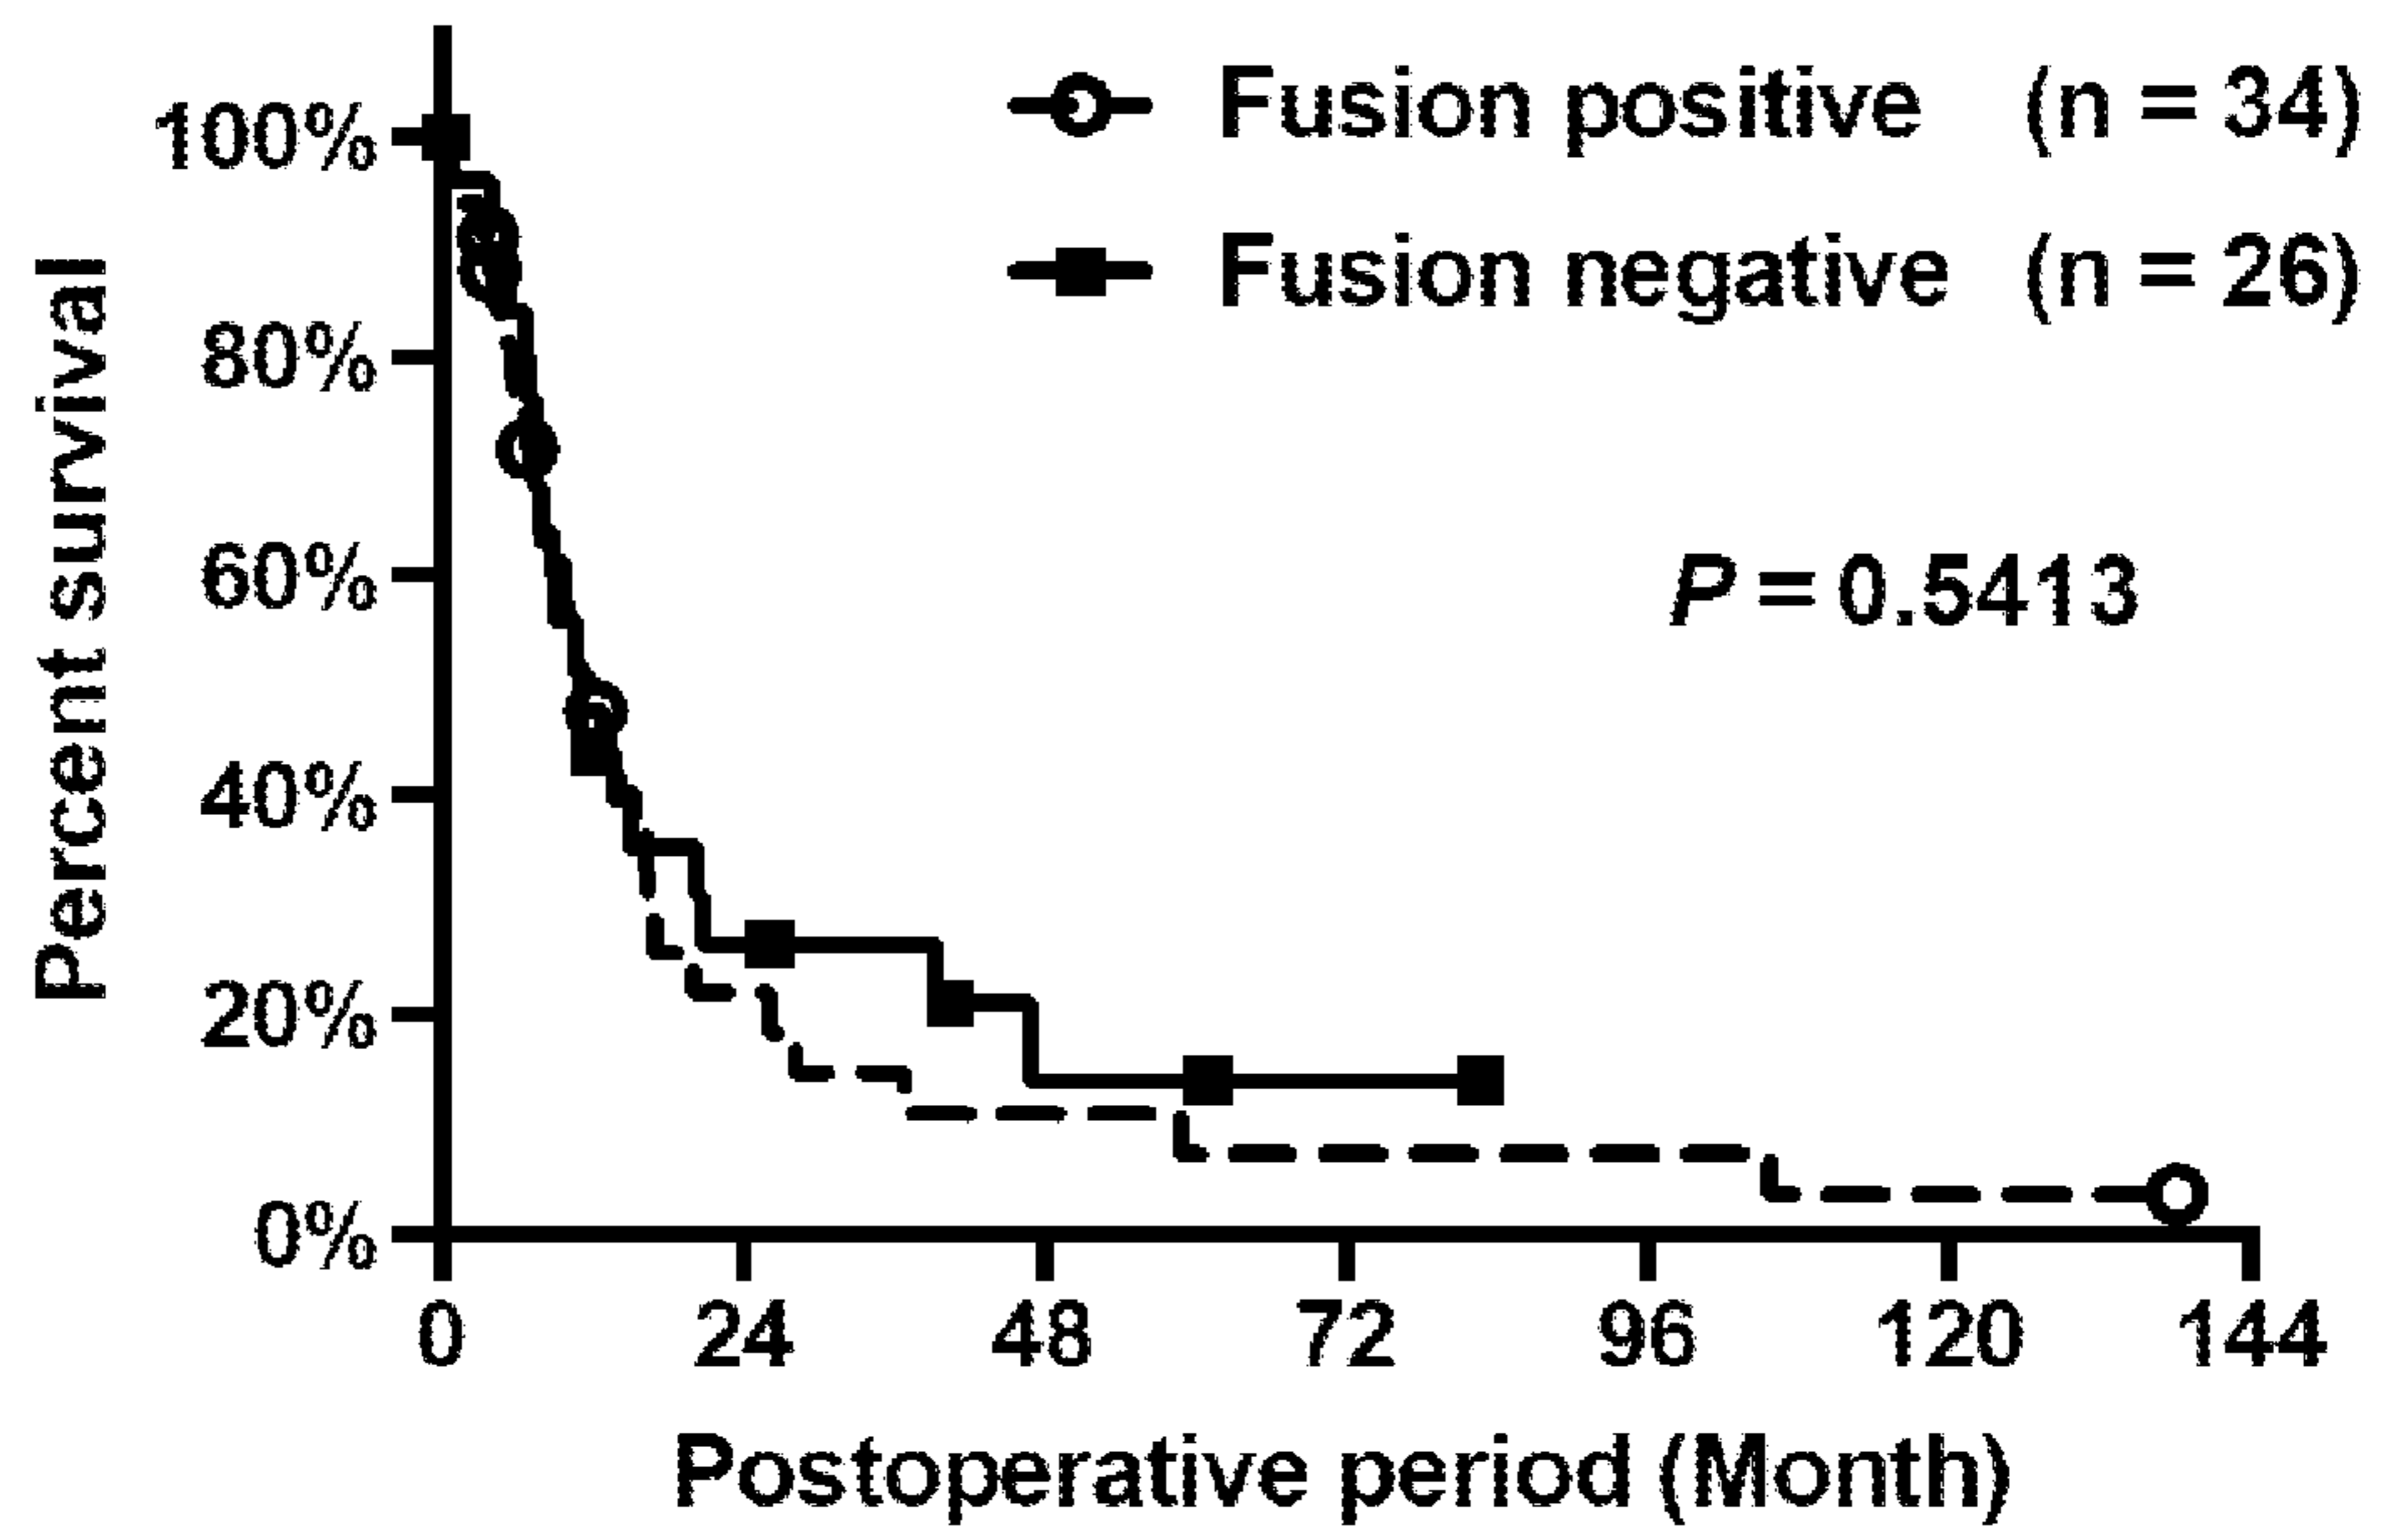 Fusion positive (n = 34)
Fusion negative (n = 26)
P = 0.5413
Percent survival
100%
80%
60%
40%
20%
0%
0 24 48 72 96 120 144
Postoperative period (Month)